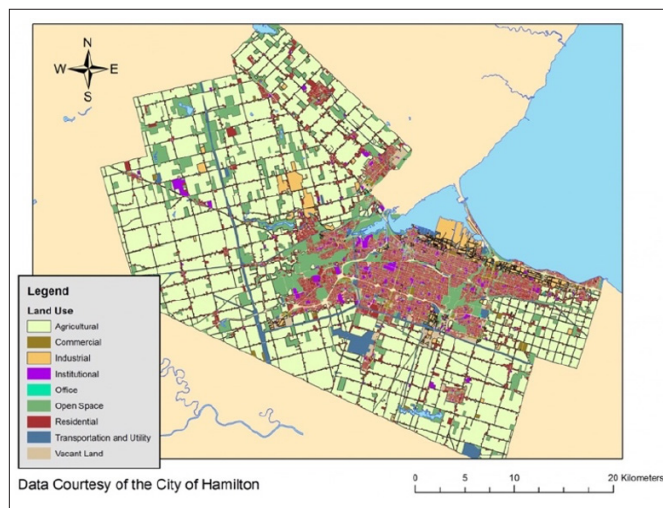 N
W E
S
Legend
Land Use
Agricultural
Commercial
Industrial
Institutional
Office
Open Space
Residential
Transportation and Utility
Vacant Land
Data Courtesy of the City of Hamilton
0 5 10 20 Kilometers